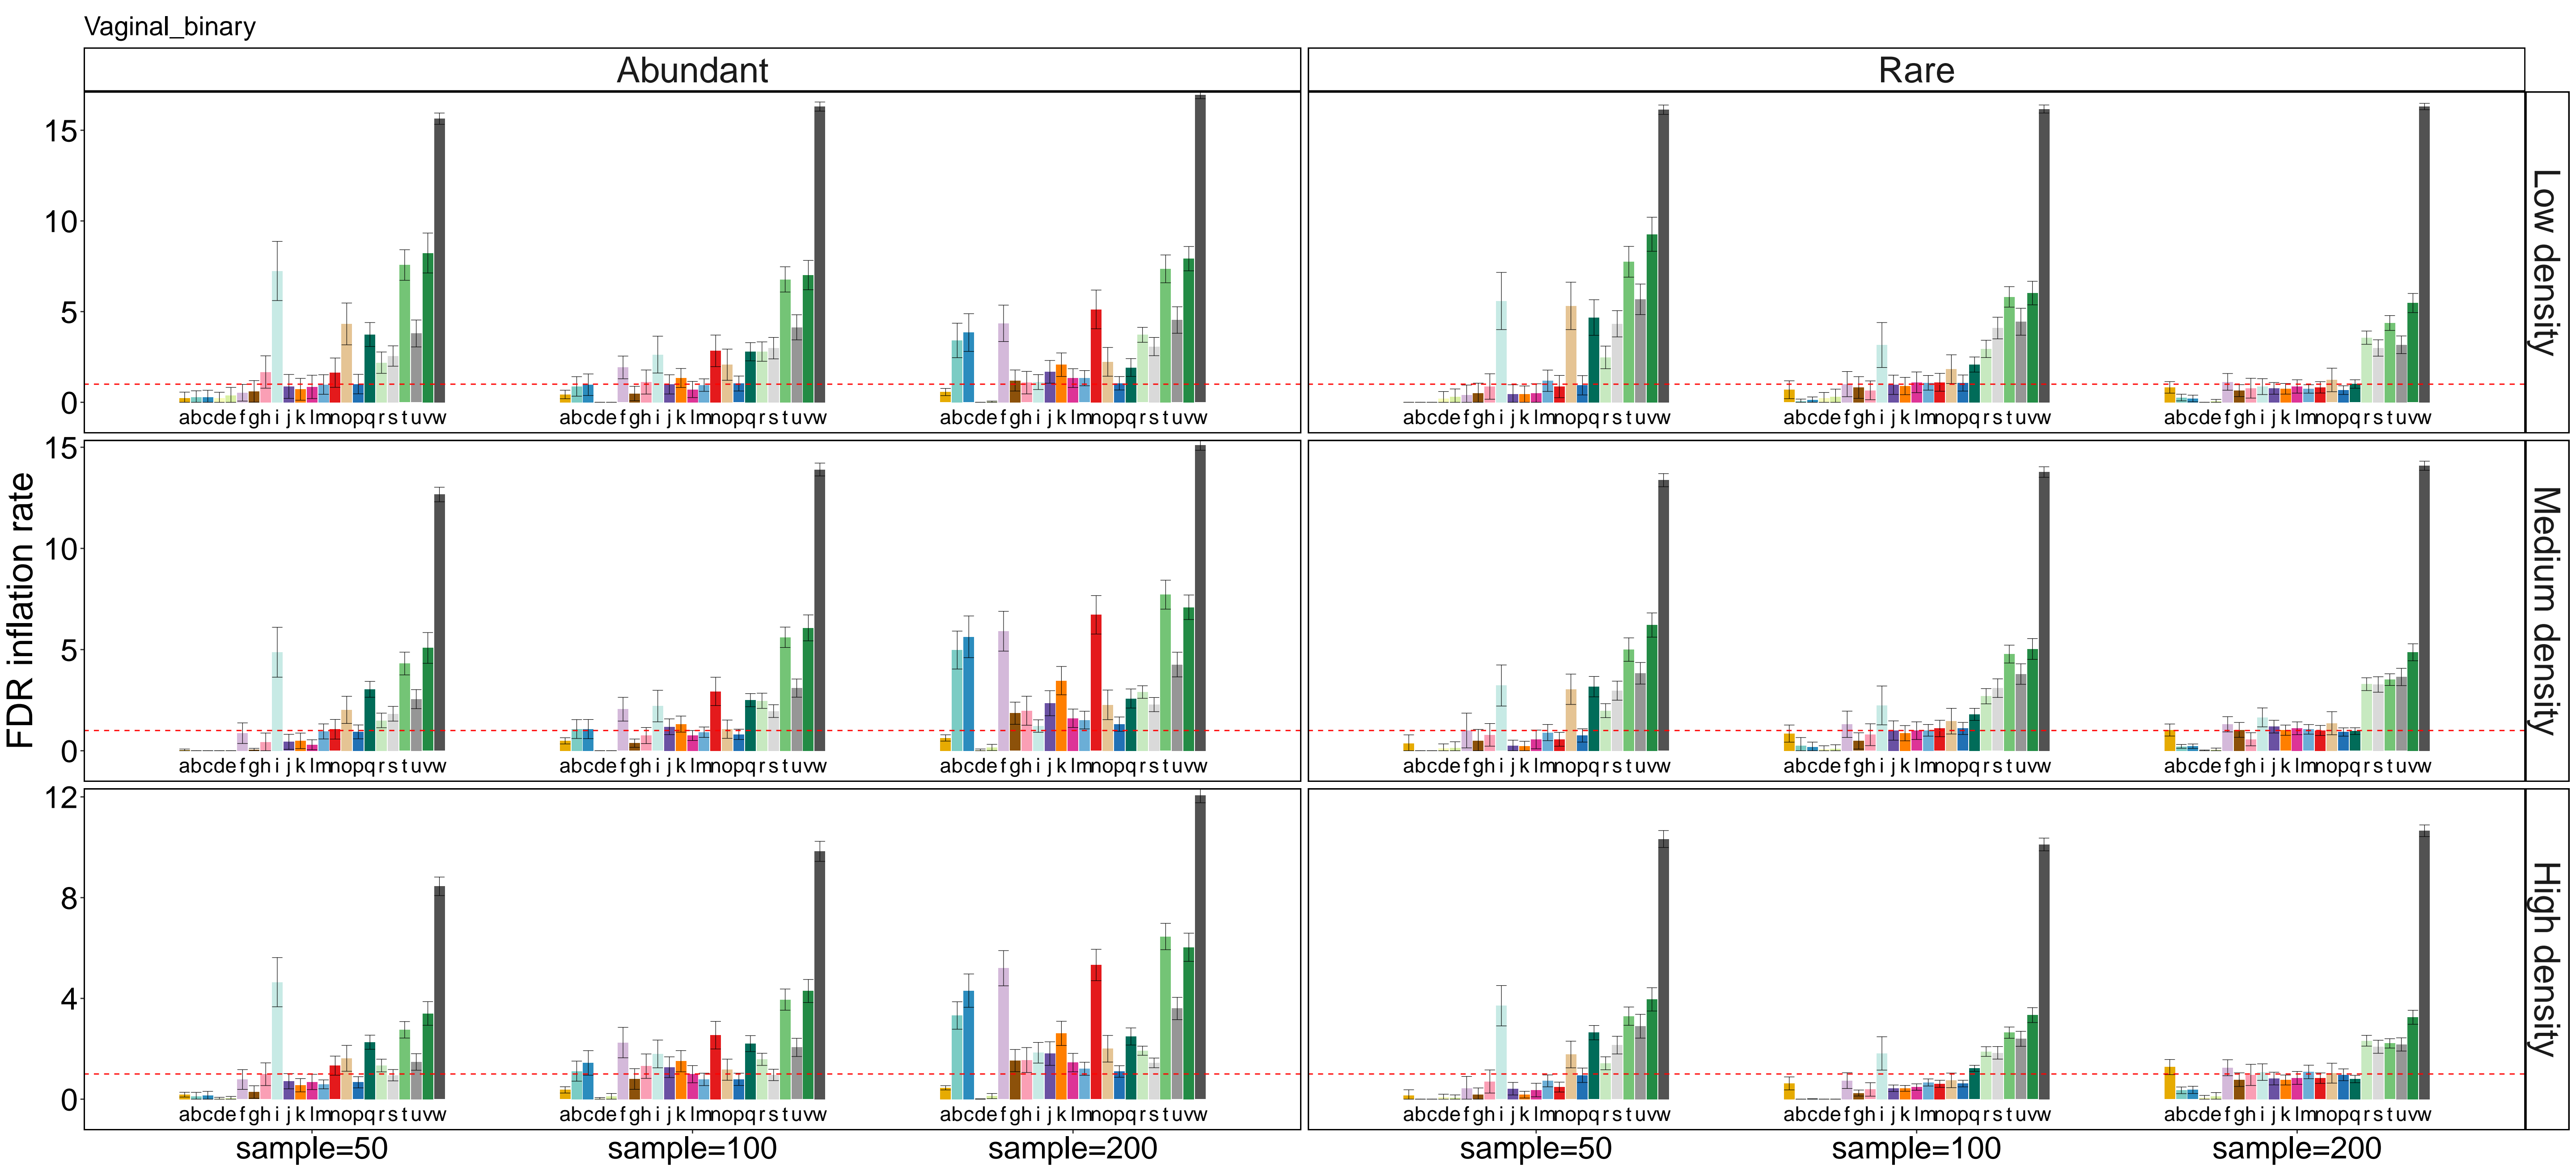 Vaginal_binary
Abundant
Rare
FDR inflation rate
15
10
5
0
abcdefghijklmnopqrstuvw
abcdefghijklmnopqrstuvw
abcdefghijklmnopqrstuvw
abcdefghijklmnopqrstuvw
abcdefghijklmnopqrstuvw
abcdefghijklmnopqrstuvw
Low density
15
10
5
0
abcdefghijklmnopqrstuvw
abcdefghijklmnopqrstuvw
abcdefghijklmnopqrstuvw
abcdefghijklmnopqrstuvw
abcdefghijklmnopqrstuvw
abcdefghijklmnopqrstuvw
Medium density
12
8
4
0
abcdefghijklmnopqrstuvw
abcdefghijklmnopqrstuvw
abcdefghijklmnopqrstuvw
abcdefghijklmnopqrstuvw
abcdefghijklmnopqrstuvw
abcdefghijklmnopqrstuvw
High density
sample=50
sample=100
sample=200
sample=50
sample=100
sample=200